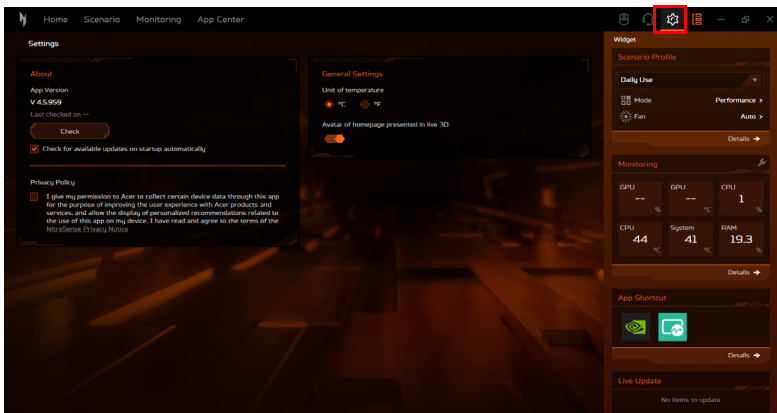 Home Scenario Monitoring App Center
Settings
About
App Version
V 4.5.959
Last checked on --
Check
Check for available updates on startup automatically
Privacy Policy
I give my permission to Acer to collect certain device data through this app
for the purpose of improving the user experience with Acer products and
services, and allow the display of personalized recommendations related to
the use of this app on my device. I have read and agree to the terms of the
NitroSense Privacy Notice
General Settings
Unit of temperature
°C °F
Avatar of homepage presented in live 3D
Widget
Scenario Profile
Daily Use
Mode Performance >
Fan Auto >
Details →
Monitoring
GPU GPU CPU
-- -- 1
% °C %
CPU System RAM
44 41 19.3
°C °C %
Details →
App Shortcut
Details →
Live Update
No items to update